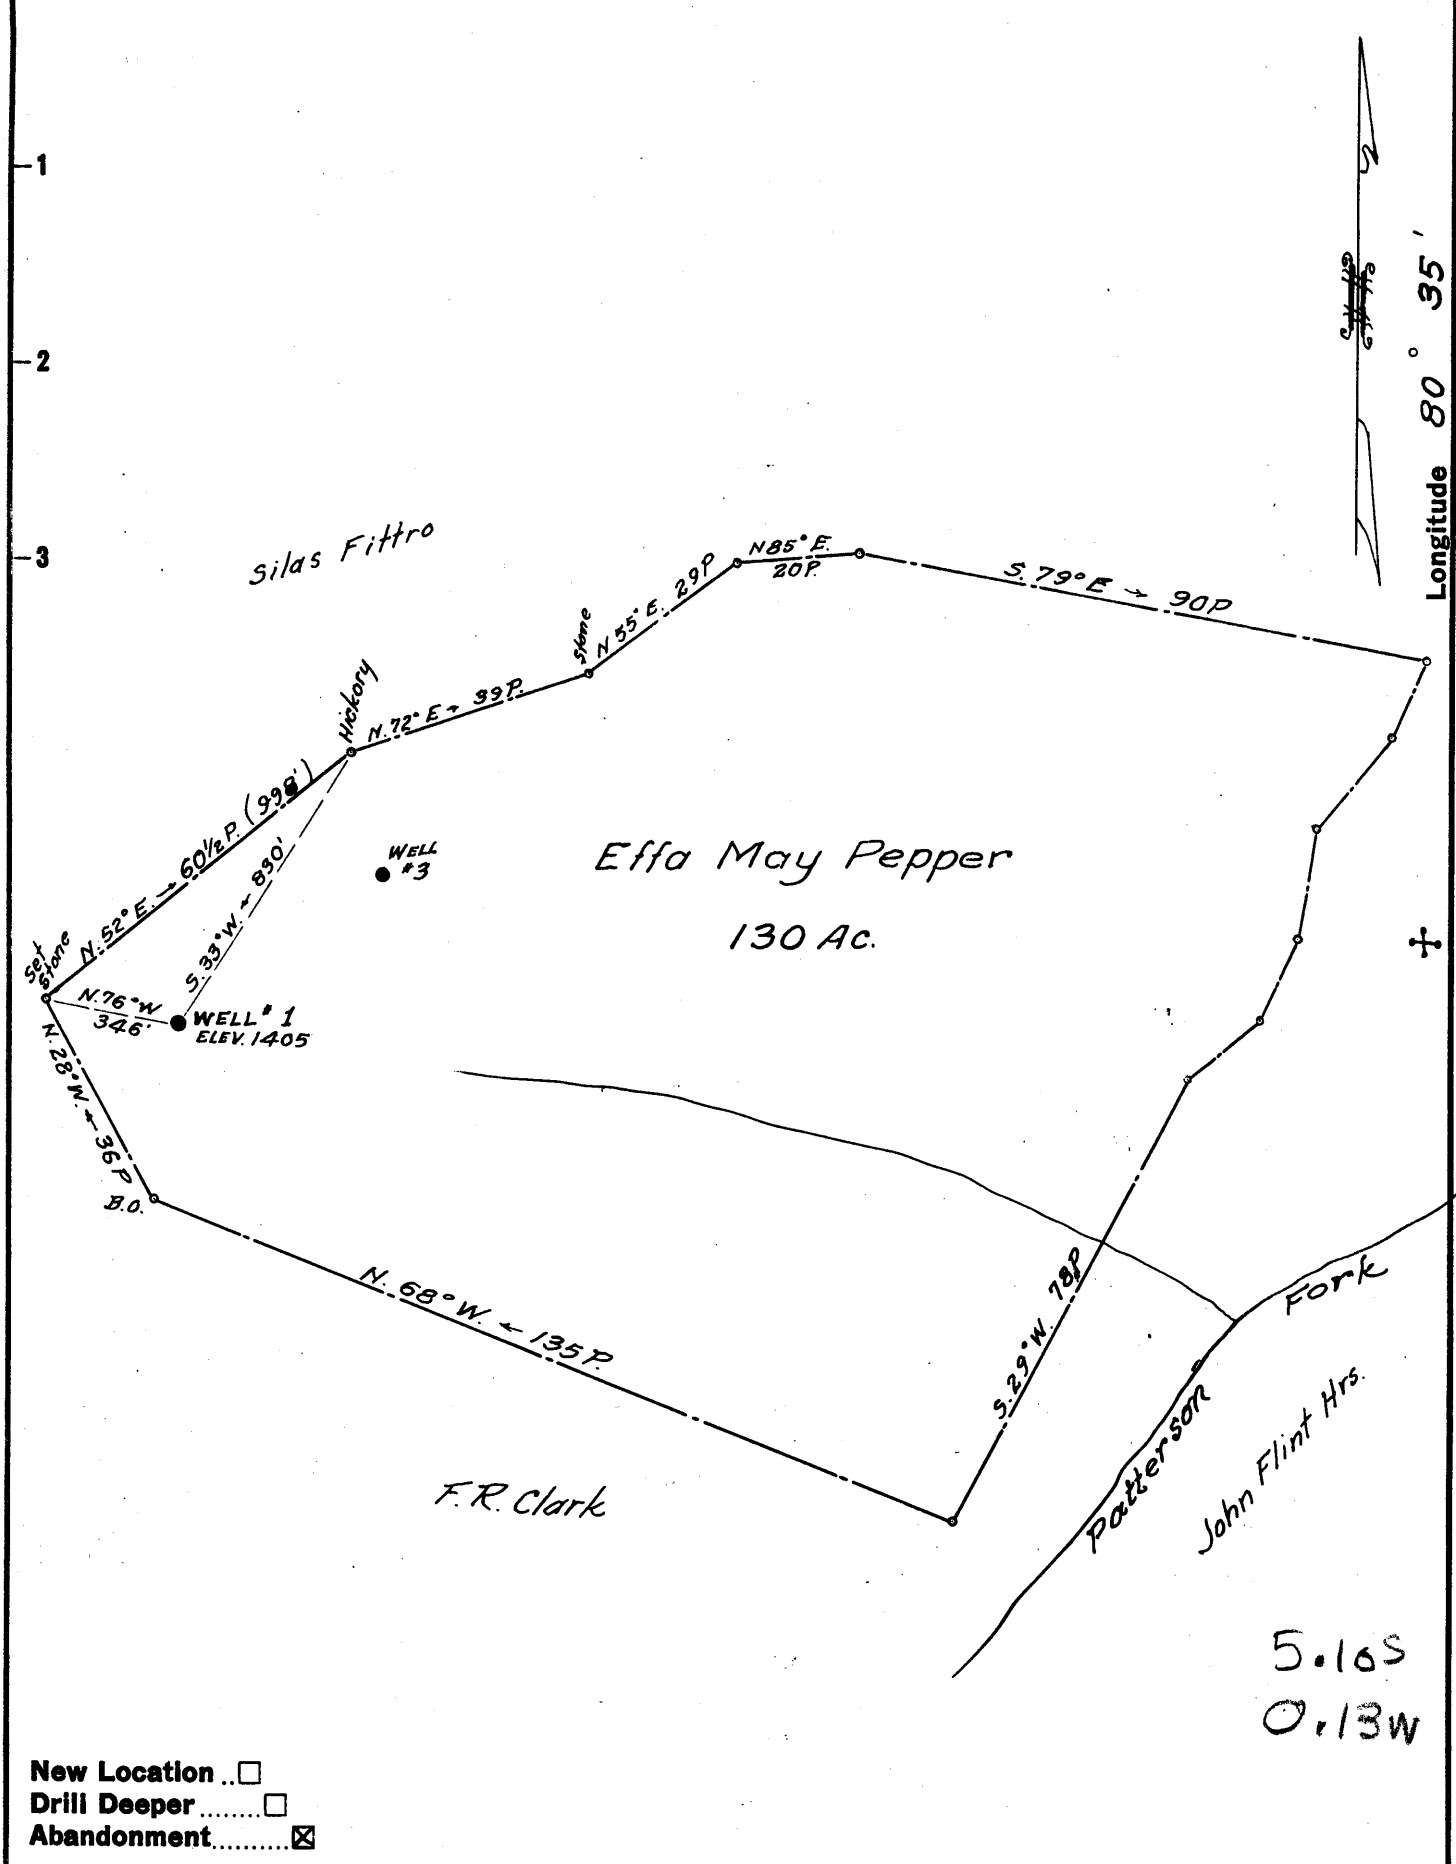 1
2
3
Longitude 80° 35'
Silas Fittro
N 85° E.
20P.
S. 79° E → 90P
N 55° E. 29P
Stone
N. 72° E → 39P.
Hickory
N. 52° E. → 60½ P. (998')
S. 33° W. ← 830'
WELL
#3
Effa May Pepper
130 Ac.
Set
Stone
N. 76° W
346'
WELL #1
ELEV. 1405
N. 28° W. ← 36P
B.O.
N. 68° W. ← 135P.
S. 29° W. 78P
Patterson Fork
John Flint Hrs.
F.R. Clark
5.10S
0.13W
New Location ..☐
Drill Deeper ........☐
Abandonment..........☒